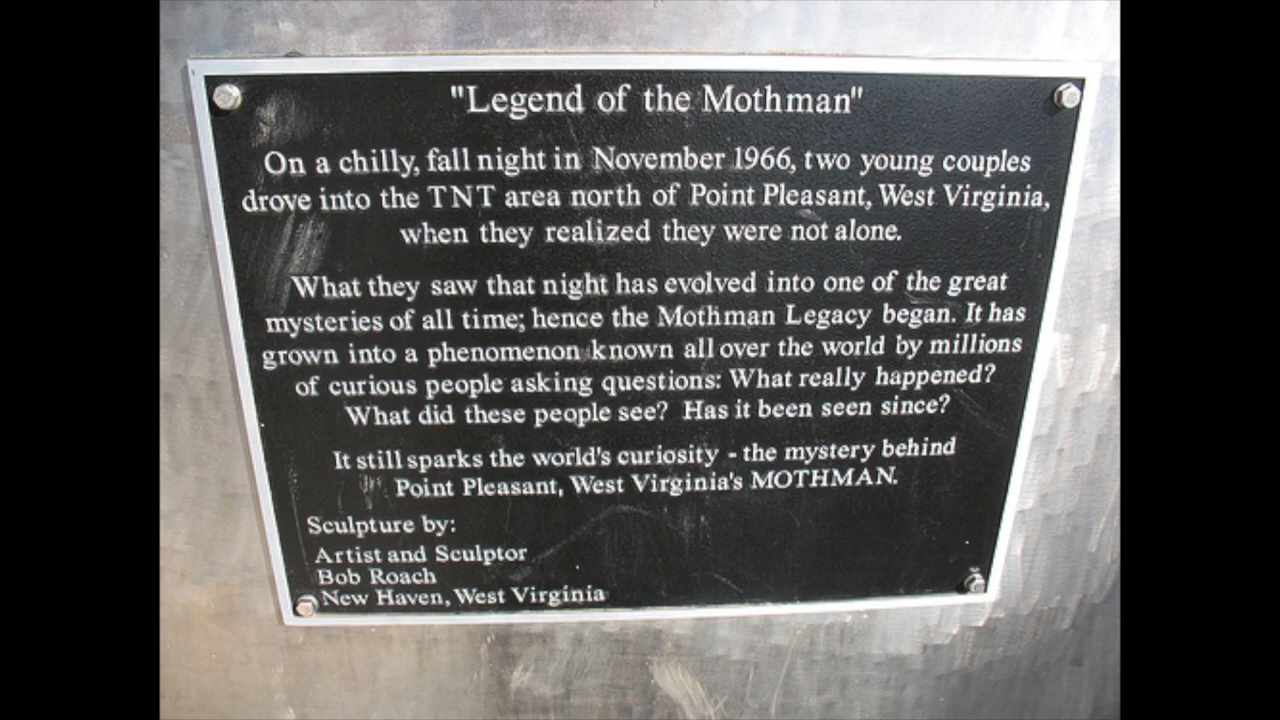 "Legend of the Mothman"
On a chilly, fall night in November 1966, two young couples
drove into the TNT area north of Point Pleasant, West Virginia,
when they realized they were not alone.
What they saw that night has evolved into one of the great
mysteries of all time; hence the Mothman Legacy began. It has
grown into a phenomenon known all over the world by millions
of curious people asking questions: What really happened?
What did these people see? Has it been seen since?
It still sparks the world's curiosity - the mystery behind
Point Pleasant, West Virginia's MOTHMAN.
Sculpture by:
Artist and Sculptor
Bob Roach
New Haven, West Virginia